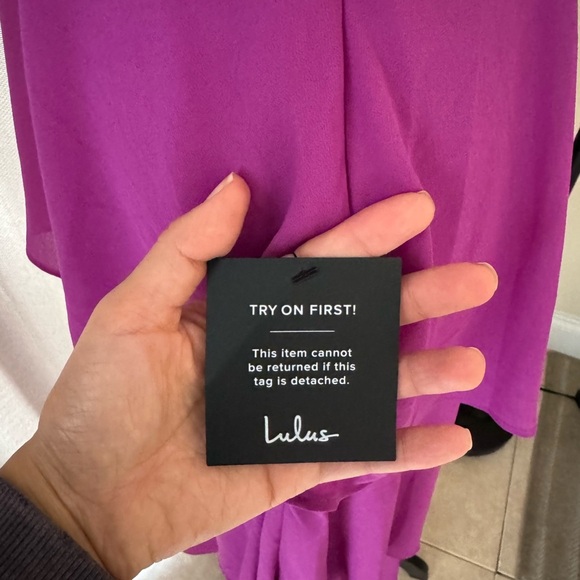 TRY ON FIRST!
This item cannot
be returned if this
tag is detached.
Lulus